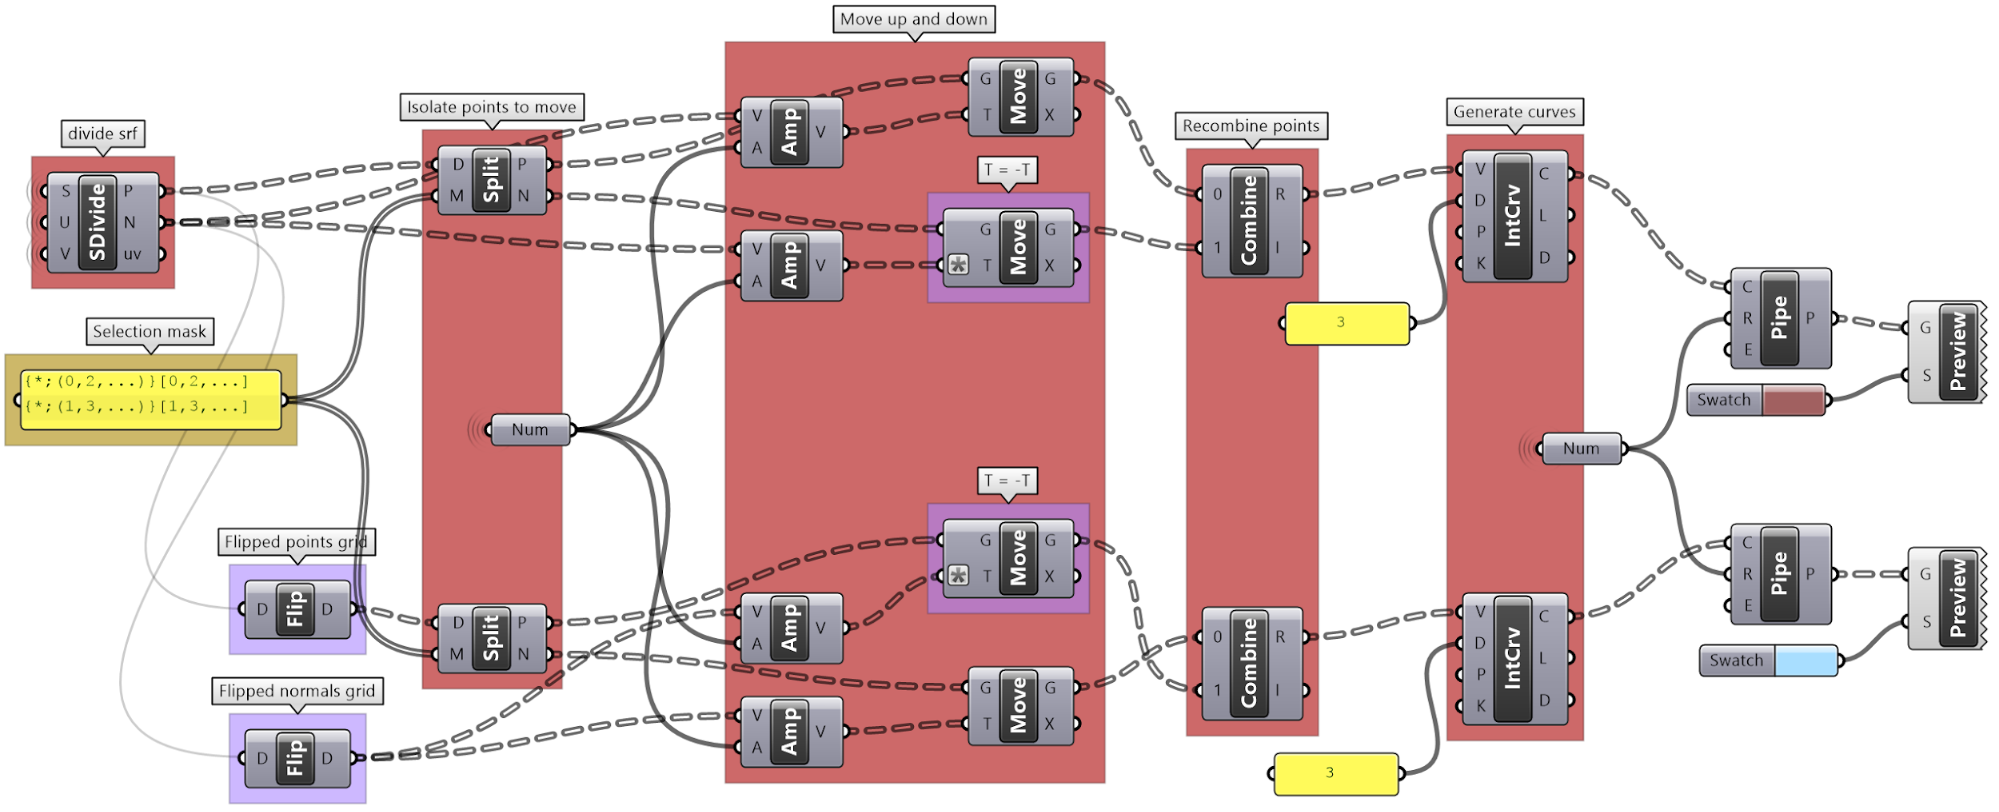 Move up and down
divide srf
S
U
V
SDivide
P
N
uv
Selection mask
{*;(0,2,...)}[0,2,...]
{*;(1,3,...)}[1,3,...]
Flipped points grid
D
Flip
D
Flipped normals grid
D
Flip
D
Isolate points to move
D
M
Split
P
N
Num
D
M
Split
P
N
V
A
Amp
V
G
T
Move
G
X
T = -T
V
A
Amp
V
G
T
Move
G
X
T = -T
G
T
Move
G
X
V
A
Amp
V
G
T
Move
G
X
V
A
Amp
V
Recombine points
0
1
Combine
R
I
0
1
Combine
R
I
Generate curves
V
D
P
K
IntCrv
C
L
D
3
V
D
P
K
IntCrv
C
L
D
3
C
R
E
Pipe
P
G
S
Preview
Swatch
Num
C
R
E
Pipe
P
G
S
Preview
Swatch